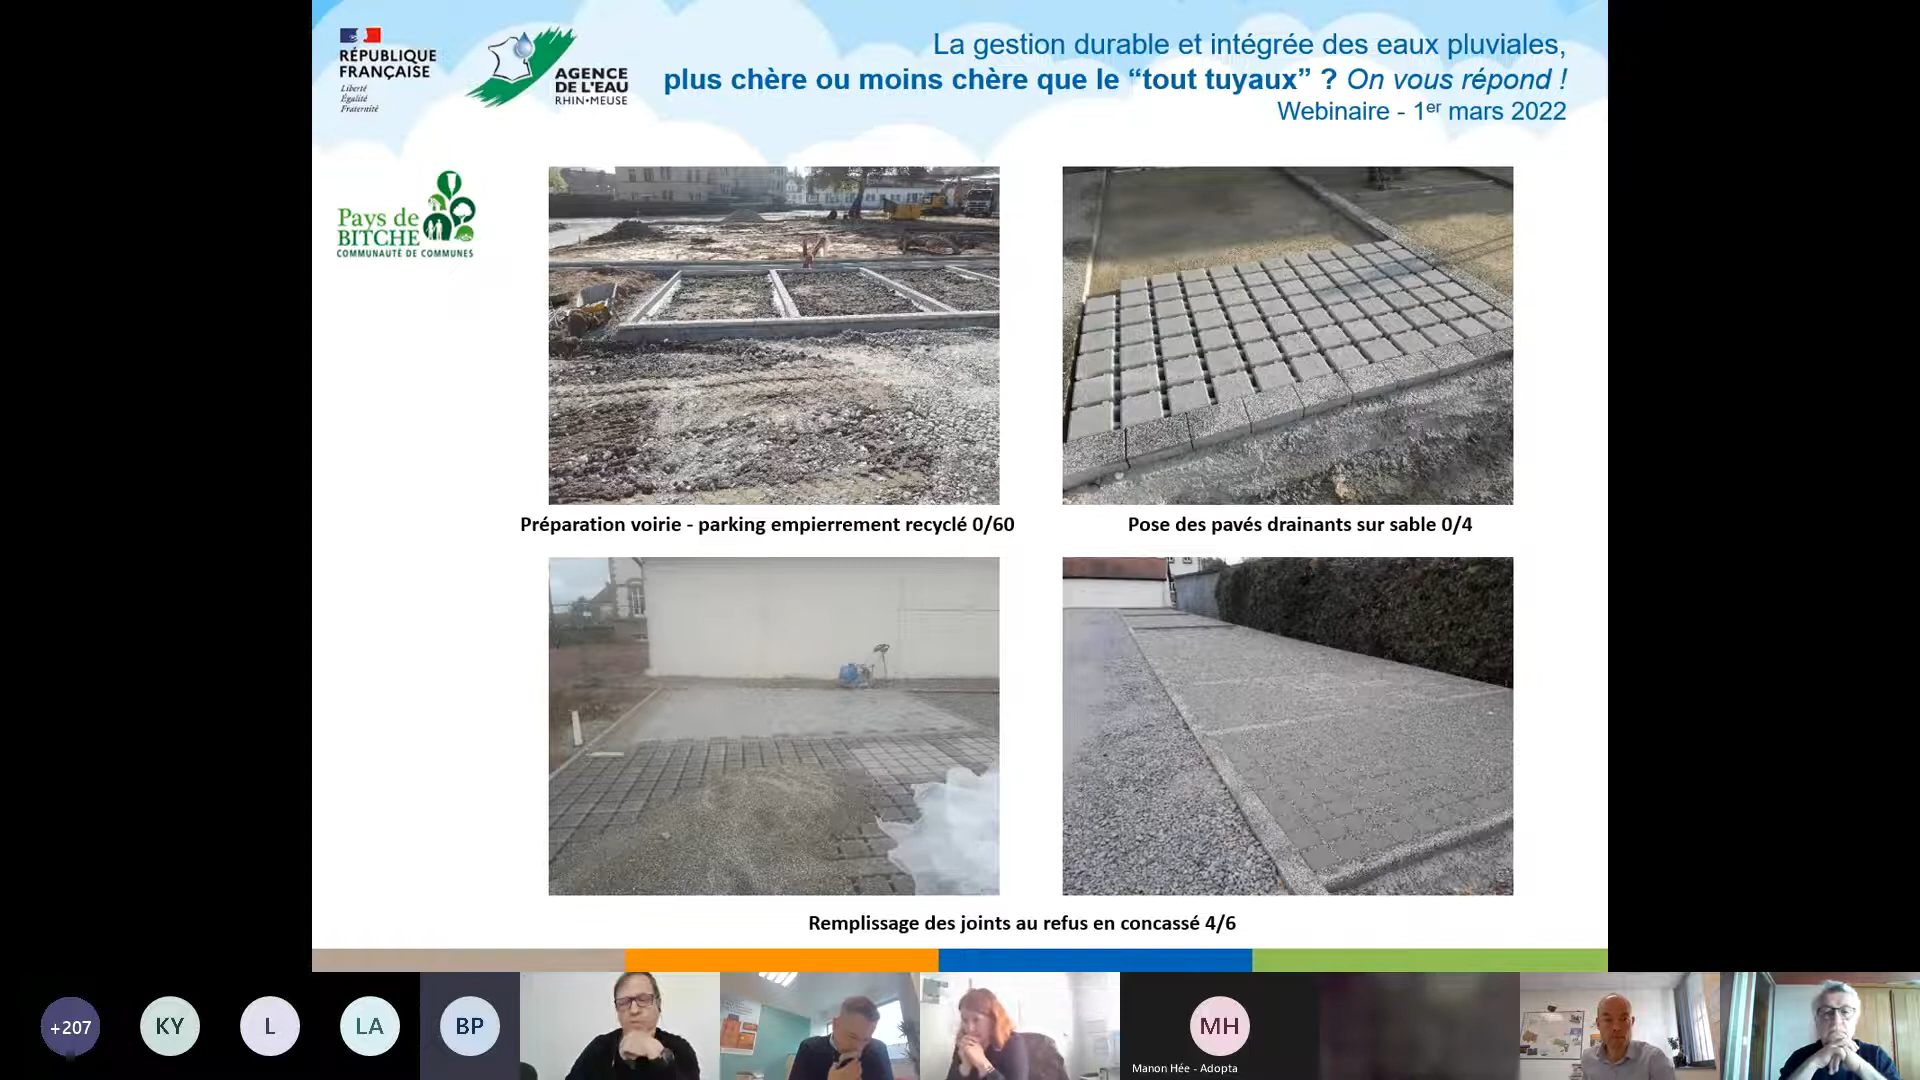 RÉPUBLIQUE
FRANÇAISE
Liberté
Égalité
Fraternité
AGENCE
DE L'EAU
RHIN•MEUSE
La gestion durable et intégrée des eaux pluviales,
plus chère ou moins chère que le “tout tuyaux” ? On vous répond !
Webinaire - 1er mars 2022
Pays de
BITCHE
COMMUNAUTÉ DE COMMUNES
Préparation voirie - parking empierrement recyclé 0/60
Pose des pavés drainants sur sable 0/4
Remplissage des joints au refus en concassé 4/6
+207
KY
L
LA
BP
MH
Manon Hée - Adopta